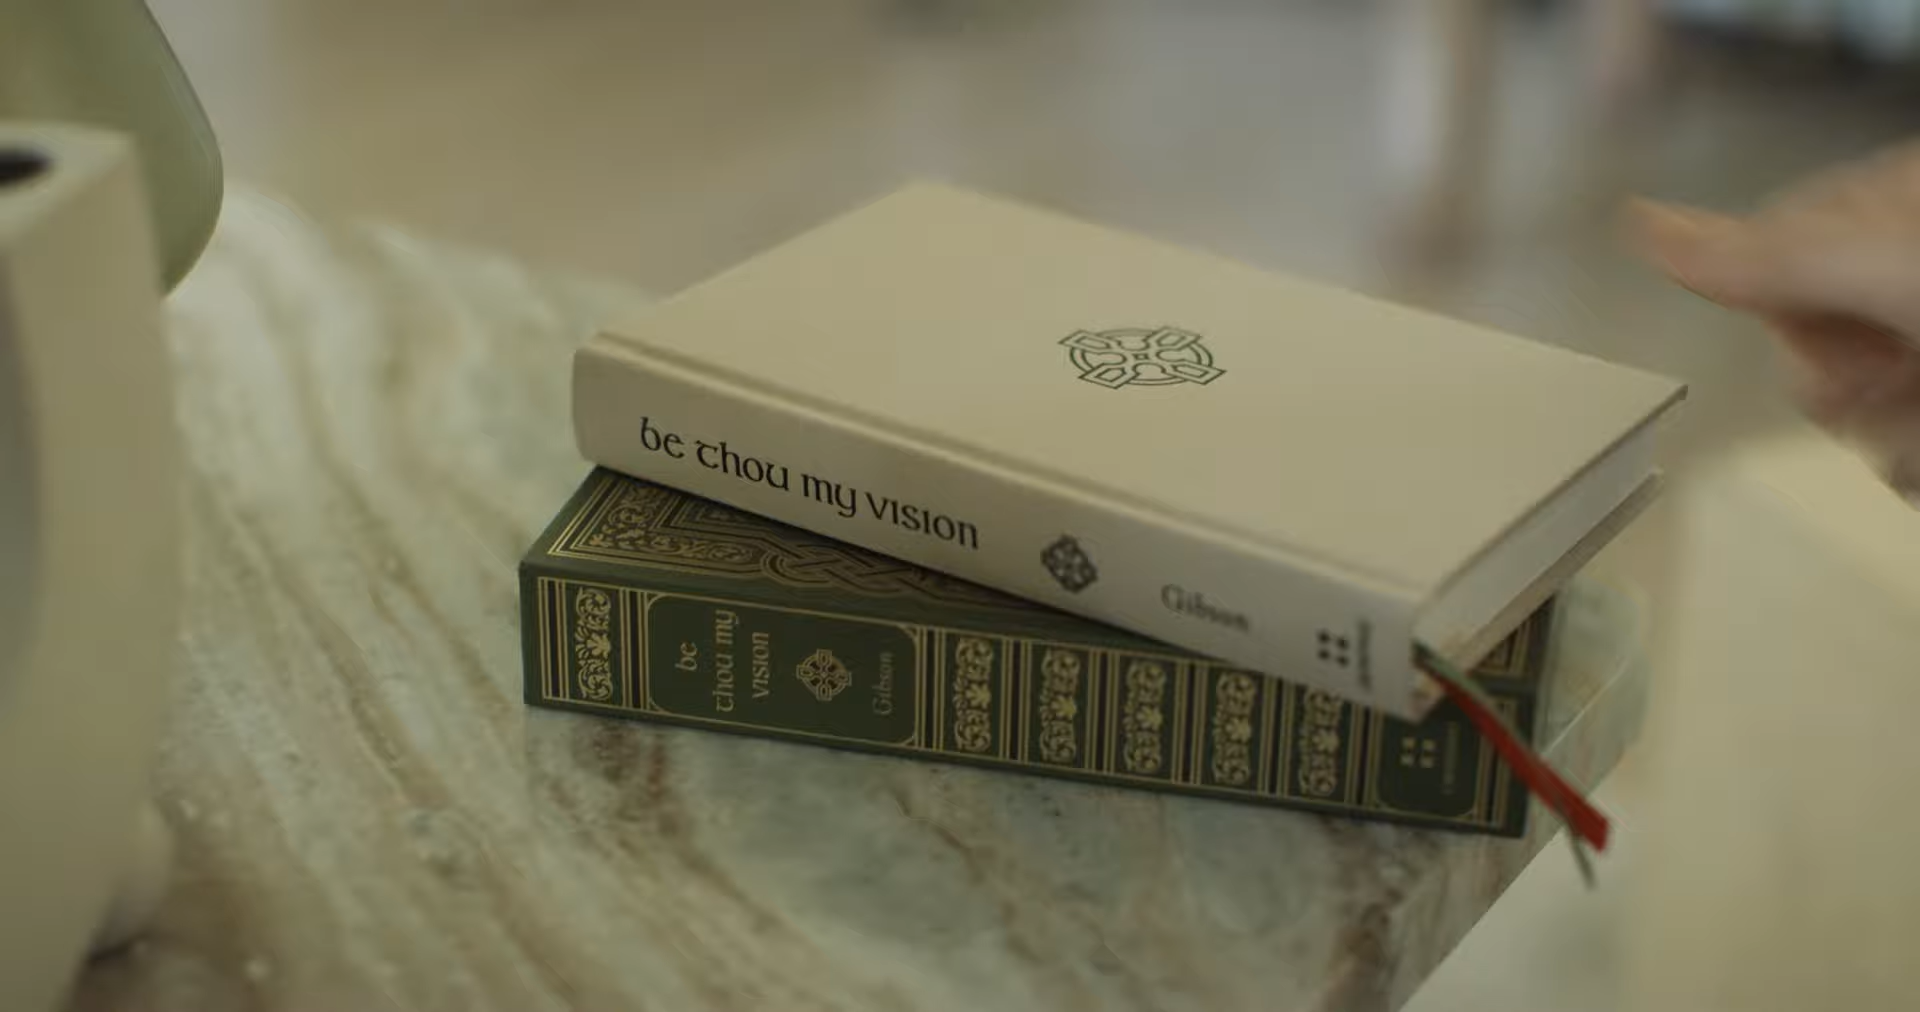 be thou my vision
Gibson
be
thou my
vision
Gibson